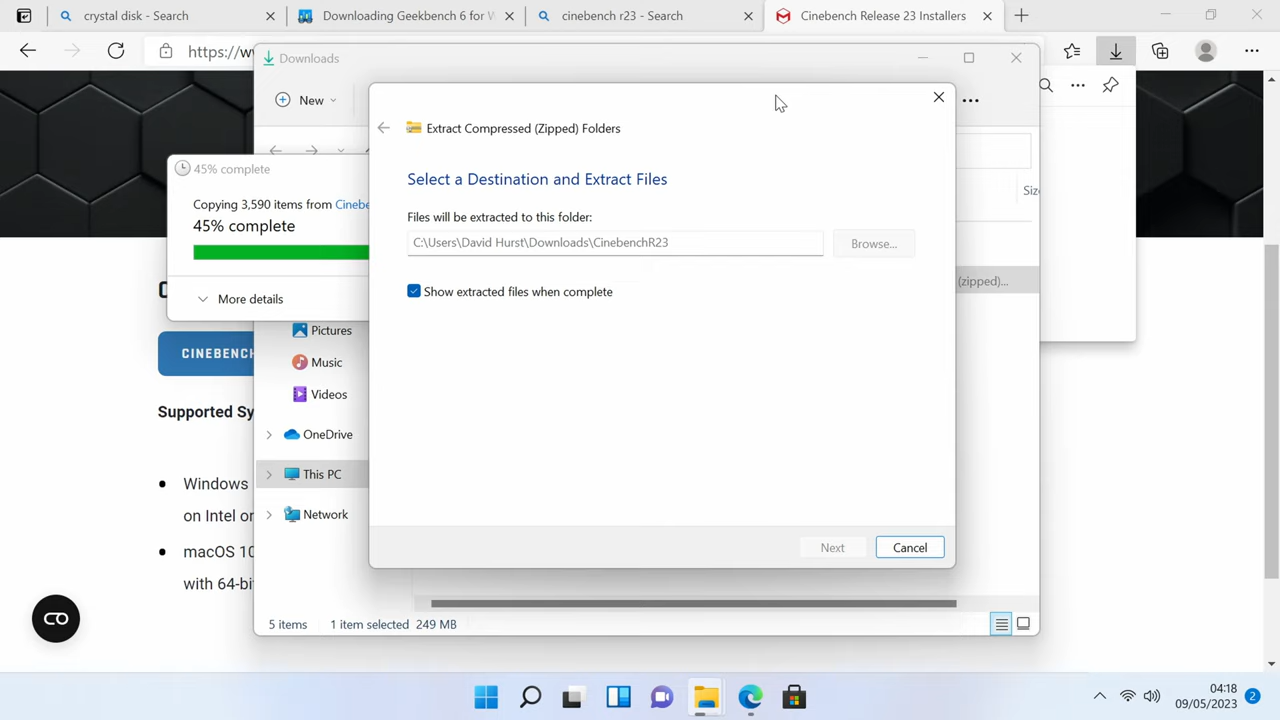 crystal disk - Search
Downloading Geekbench 6 for W
cinebench r23 - Search
Cinebench Release 23 Installers
https://w
Downloads
New
Extract Compressed (Zipped) Folders
45% complete
Select a Destination and Extract Files
Siz
Copying 3,590 items from Cineb
45% complete
Files will be extracted to this folder:
C:\Users\David Hurst\Downloads\CinebenchR23
Browse...
(zipped)...
More details
Show extracted files when complete
Pictures
CINEBENCH
Music
Videos
Supported Sy
OneDrive
This PC
Windows
on Intel or
Network
macOS 10
Next
Cancel
with 64-bi
5 items
1 item selected
249 MB
04:18
09/05/2023
2